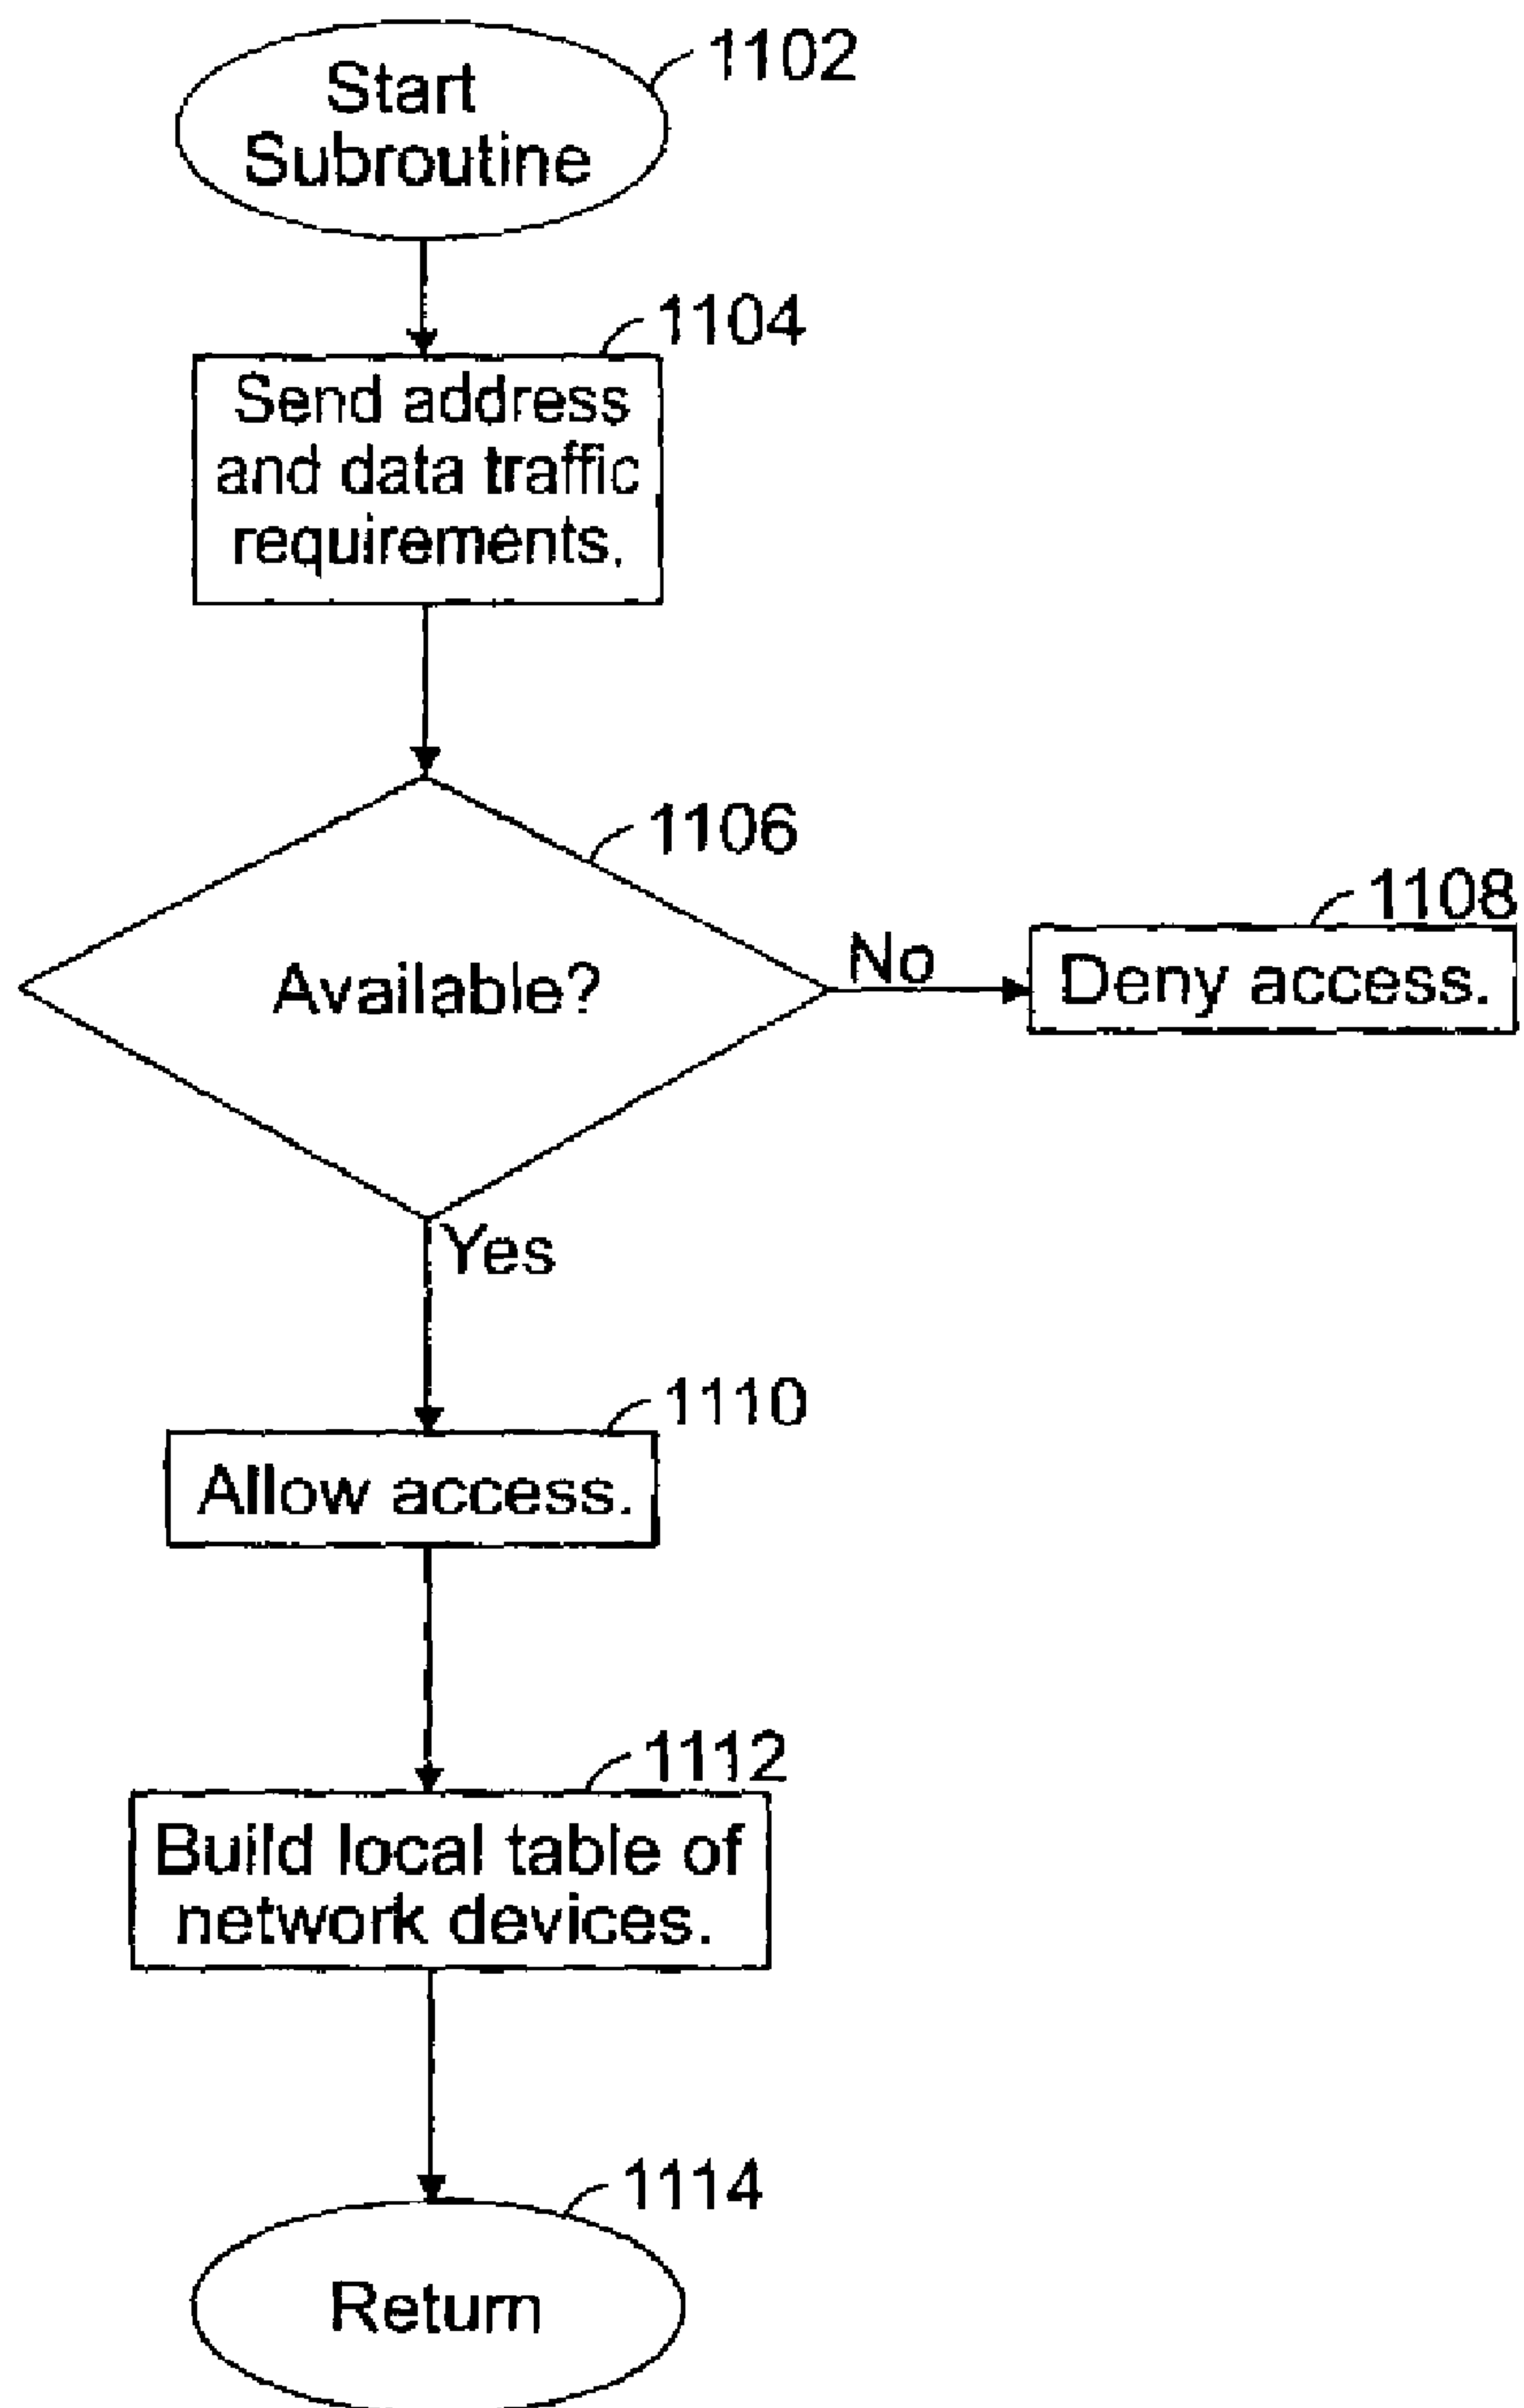 1102
Start
Subroutine
1104
Send address
and data traffic
requirements.
1106
Available?
No
1108
Deny access.
Yes
1110
Allow access.
1112
Build local table of
network devices.
1114
Return